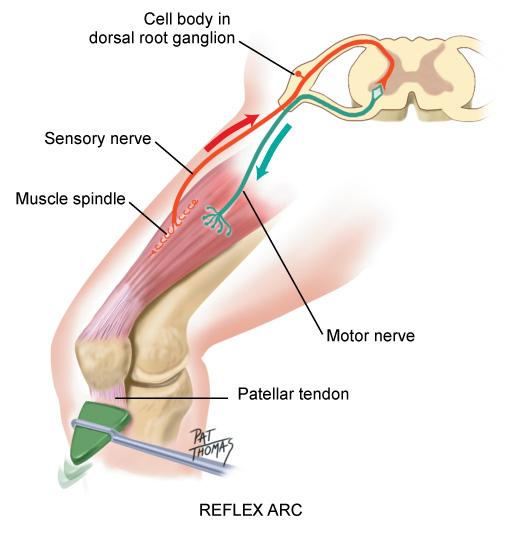 Cell body in
dorsal root ganglion
Sensory nerve
Muscle spindle
Motor nerve
Patellar tendon
PAT
THOMAS
REFLEX ARC